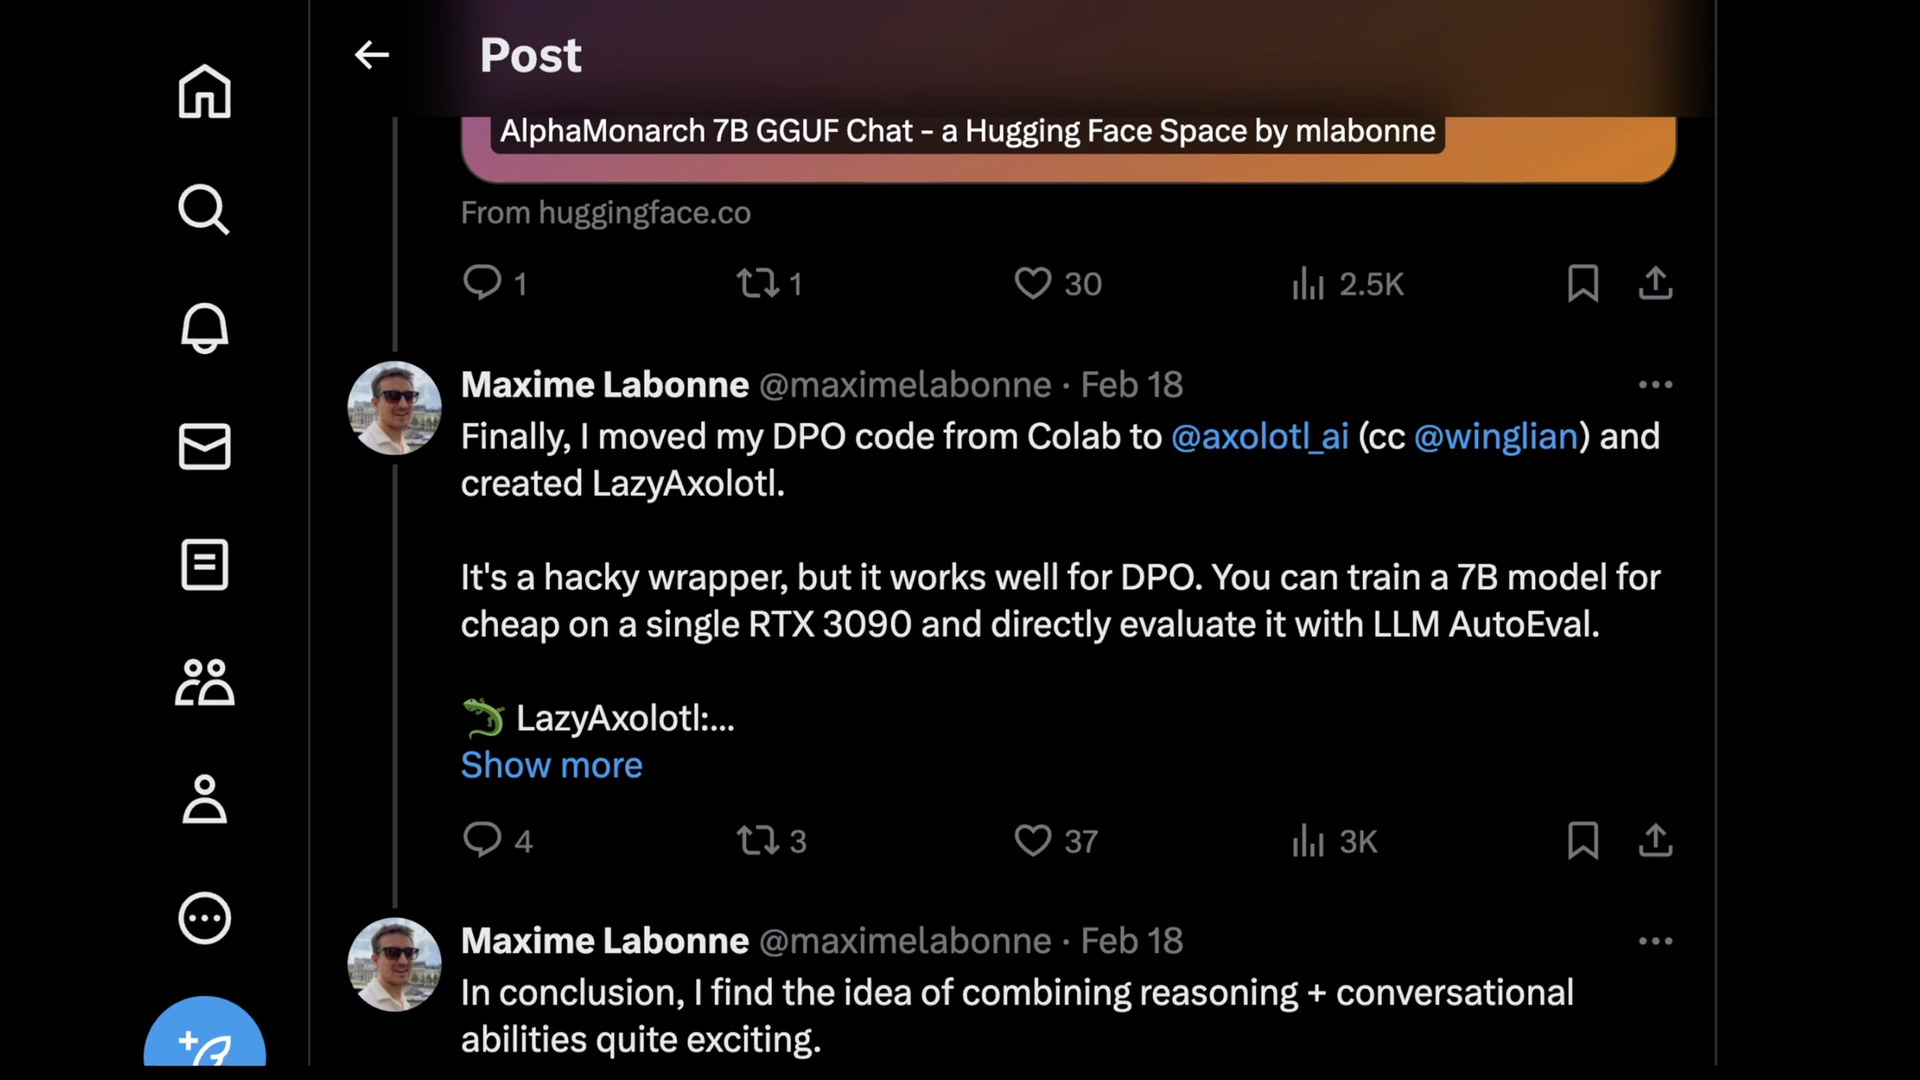 Post
AlphaMonarch 7B GGUF Chat - a Hugging Face Space by mlabonne
From huggingface.co
1 1 30 2.5K
Maxime Labonne @maximelabonne · Feb 18
Finally, I moved my DPO code from Colab to @axolotl_ai (cc @winglian) and
created LazyAxolotl.
It's a hacky wrapper, but it works well for DPO. You can train a 7B model for
cheap on a single RTX 3090 and directly evaluate it with LLM AutoEval.
🦎 LazyAxolotl:...
Show more
4 3 37 3K
Maxime Labonne @maximelabonne · Feb 18
In conclusion, I find the idea of combining reasoning + conversational
abilities quite exciting.